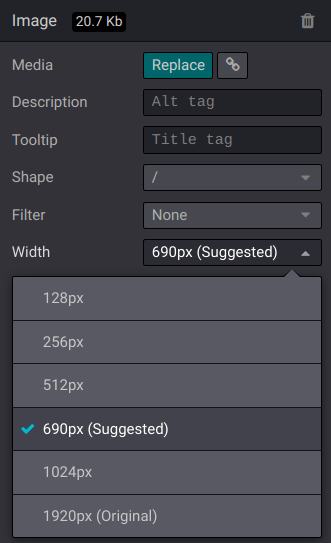 Image 20.7 Kb
Media Replace
Description Alt tag
Tooltip Title tag
Shape /
Filter None
Width 690px (Suggested)
128px
256px
512px
690px (Suggested)
1024px
1920px (Original)